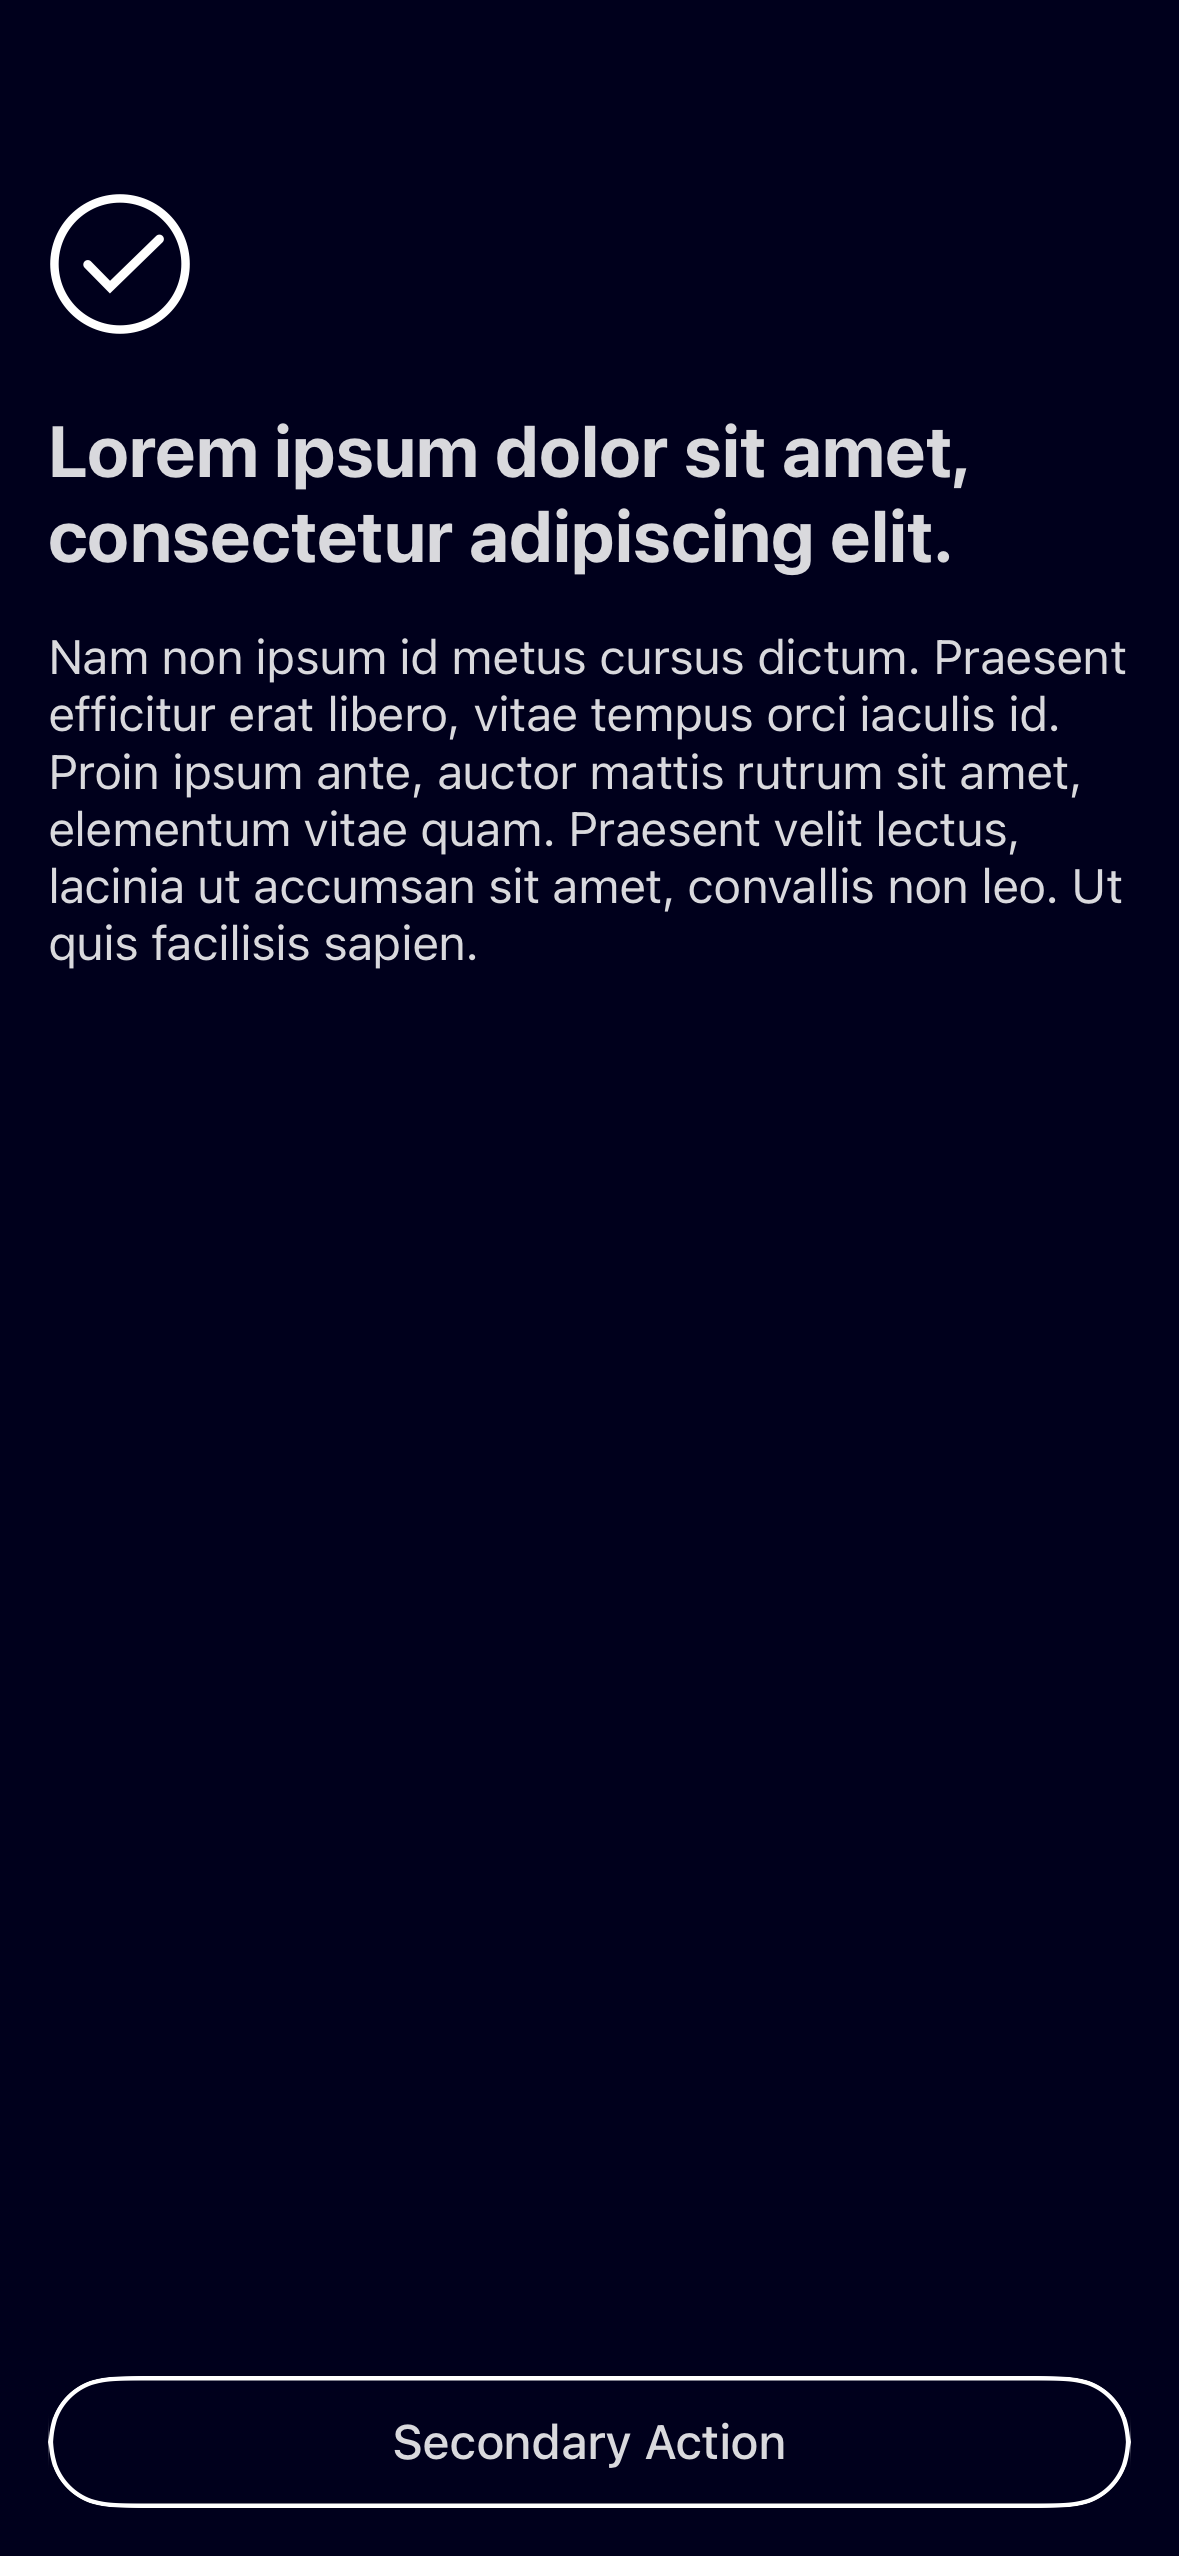 Lorem ipsum dolor sit amet,
consectetur adipiscing elit.
Nam non ipsum id metus cursus dictum. Praesent
efficitur erat libero, vitae tempus orci iaculis id.
Proin ipsum ante, auctor mattis rutrum sit amet,
elementum vitae quam. Praesent velit lectus,
lacinia ut accumsan sit amet, convallis non leo. Ut
quis facilisis sapien.
Secondary Action